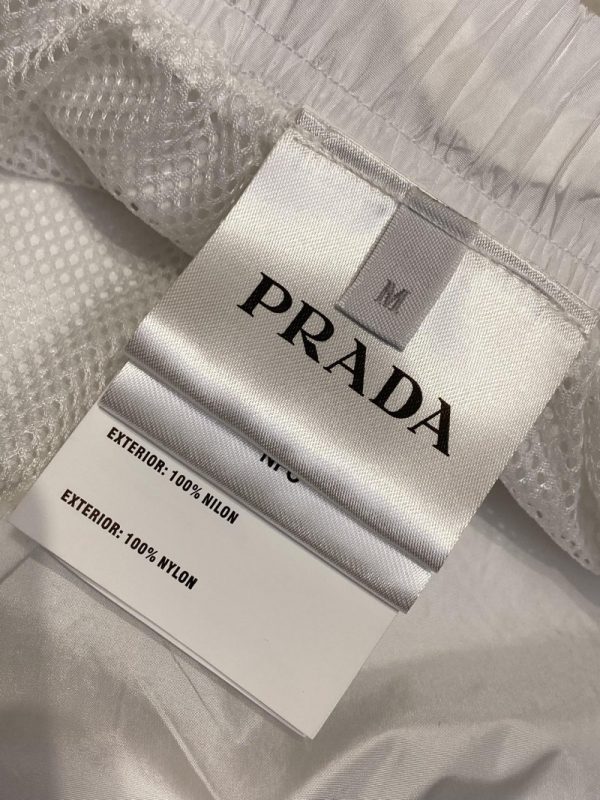 M
PRADA
EXTERIOR: 100% NILON
EXTERIOR: 100% NYLON